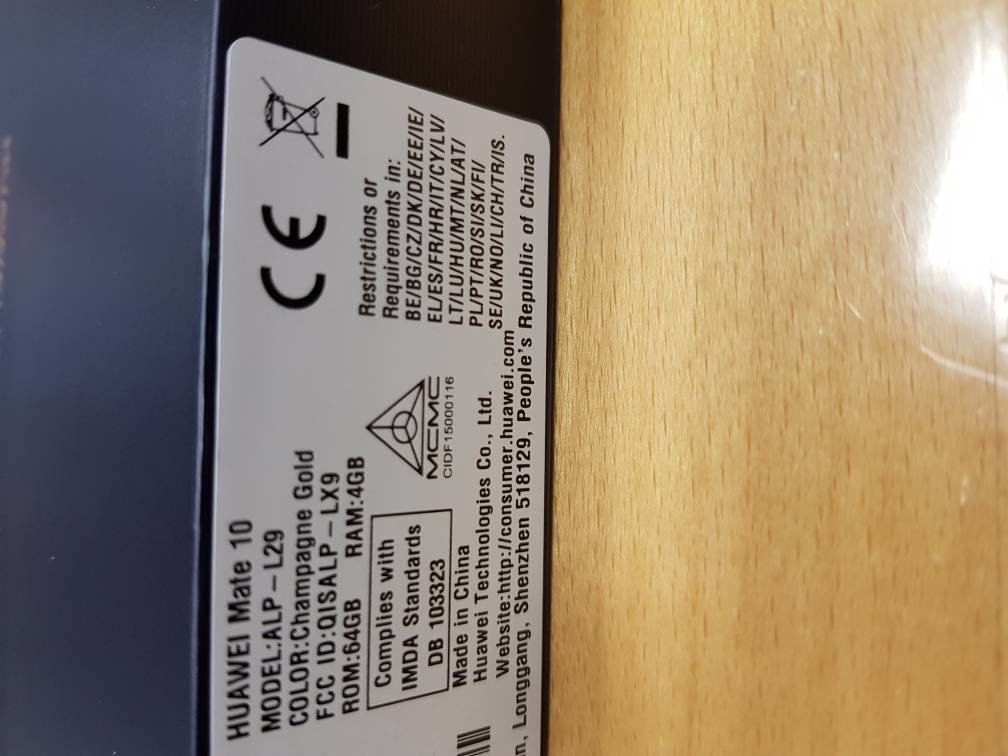 HUAWEI Mate 10
MODEL:ALP-L29
COLOR:Champagne Gold
FCC ID:QISALP-LX9
ROM:64GB RAM:4GB
Complies with
IMDA Standards
DB 103323
MCMC
CIDF15000116
CE
Restrictions or
Requirements in:
BE/BG/CZ/DK/DE/EE/IE/
EL/ES/FR/HR/IT/CY/LV/
LT/LU/HU/MT/NL/AT/
PL/PT/RO/SI/SK/FI/
SE/UK/NO/LI/CH/TR/IS.
Made in China
Huawei Technologies Co., Ltd.
Website:http://consumer.huawei.com
Longgang, Shenzhen 518129, People's Republic of China